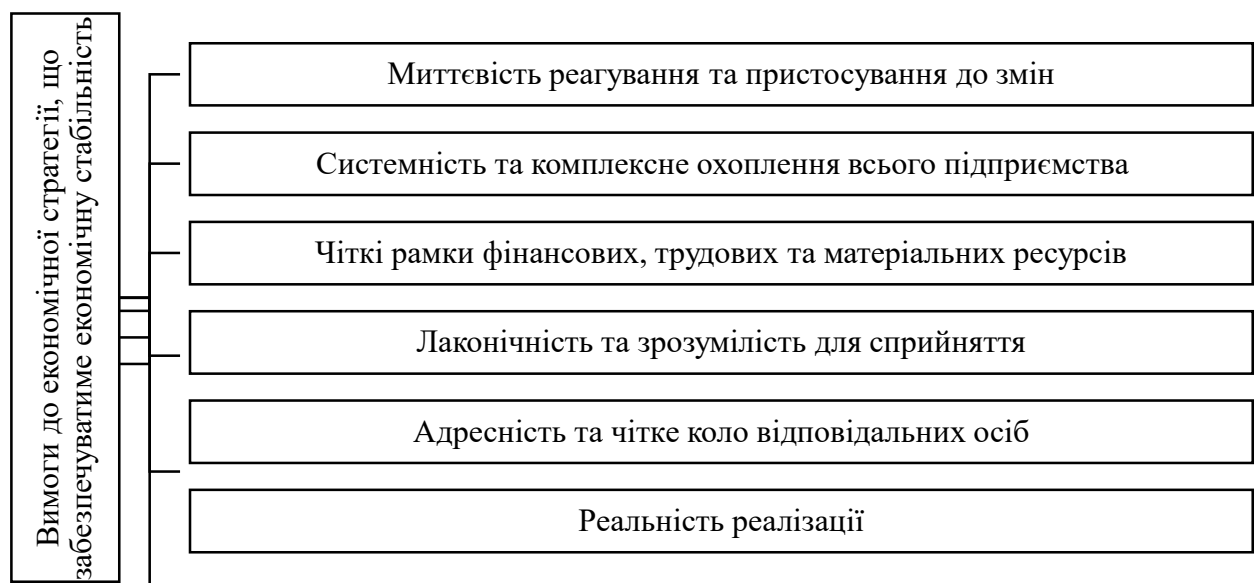 Вимоги до економічної стратегії, що
забезпечуватиме економічну стабільність
Миттєвість реагування та пристосування до змін
Системність та комплексне охоплення всього підприємства
Чіткі рамки фінансових, трудових та матеріальних ресурсів
Лаконічність та зрозумілість для сприйняття
Адресність та чітке коло відповідальних осіб
Реальність реалізації